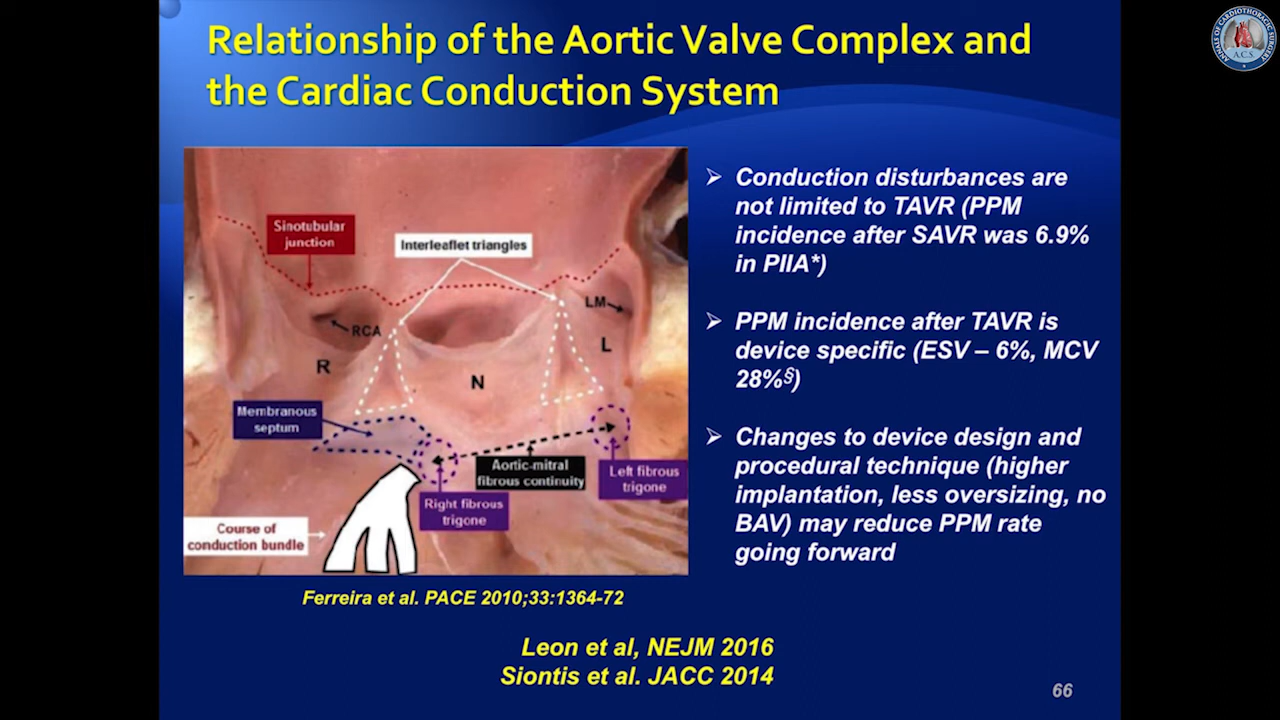 Relationship of the Aortic Valve Complex and
the Cardiac Conduction System
ANNALS OF CARDIOTHORACIC SURGERY
A.C.S
Sinotubular
junction
Interleaflet triangles
RCA
LM
R
N
L
Membranous
septum
Aortic-mitral
fibrous continuity
Left fibrous
trigone
Right fibrous
trigone
Course of
conduction bundle
➢ Conduction disturbances are
not limited to TAVR (PPM
incidence after SAVR was 6.9%
in PIIA*)
➢ PPM incidence after TAVR is
device specific (ESV – 6%, MCV
28%§)
➢ Changes to device design and
procedural technique (higher
implantation, less oversizing, no
BAV) may reduce PPM rate
going forward
Ferreira et al. PACE 2010;33:1364-72
Leon et al, NEJM 2016
Siontis et al. JACC 2014
66